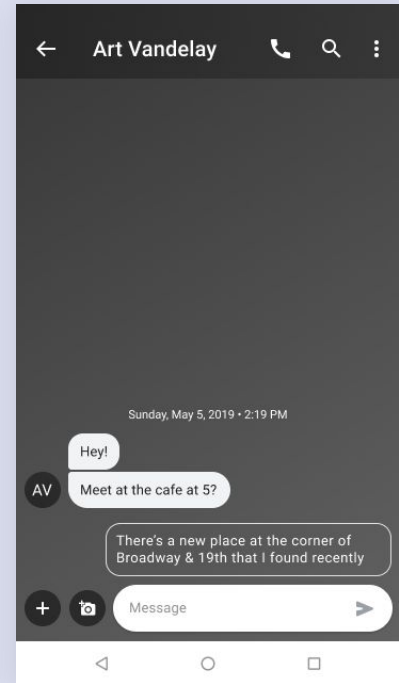 Art Vandelay
Sunday, May 5, 2019 • 2:19 PM
Hey!
AV
Meet at the cafe at 5?
There's a new place at the corner of
Broadway & 19th that I found recently
Message